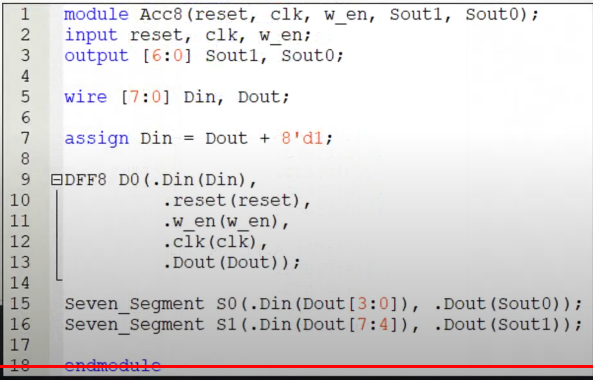 1 module Acc8(reset, clk, w_en, Sout1, Sout0);
2 input reset, clk, w_en;
3 output [6:0] Sout1, Sout0;
4
5 wire [7:0] Din, Dout;
6
7 assign Din = Dout + 8'd1;
8
9 DFF8 D0(.Din(Din),
10 .reset(reset),
11 .w_en(w_en),
12 .clk(clk),
13 .Dout(Dout));
14
15 Seven_Segment S0(.Din(Dout[3:0]), .Dout(Sout0));
16 Seven_Segment S1(.Din(Dout[7:4]), .Dout(Sout1));
17
18 endmodule